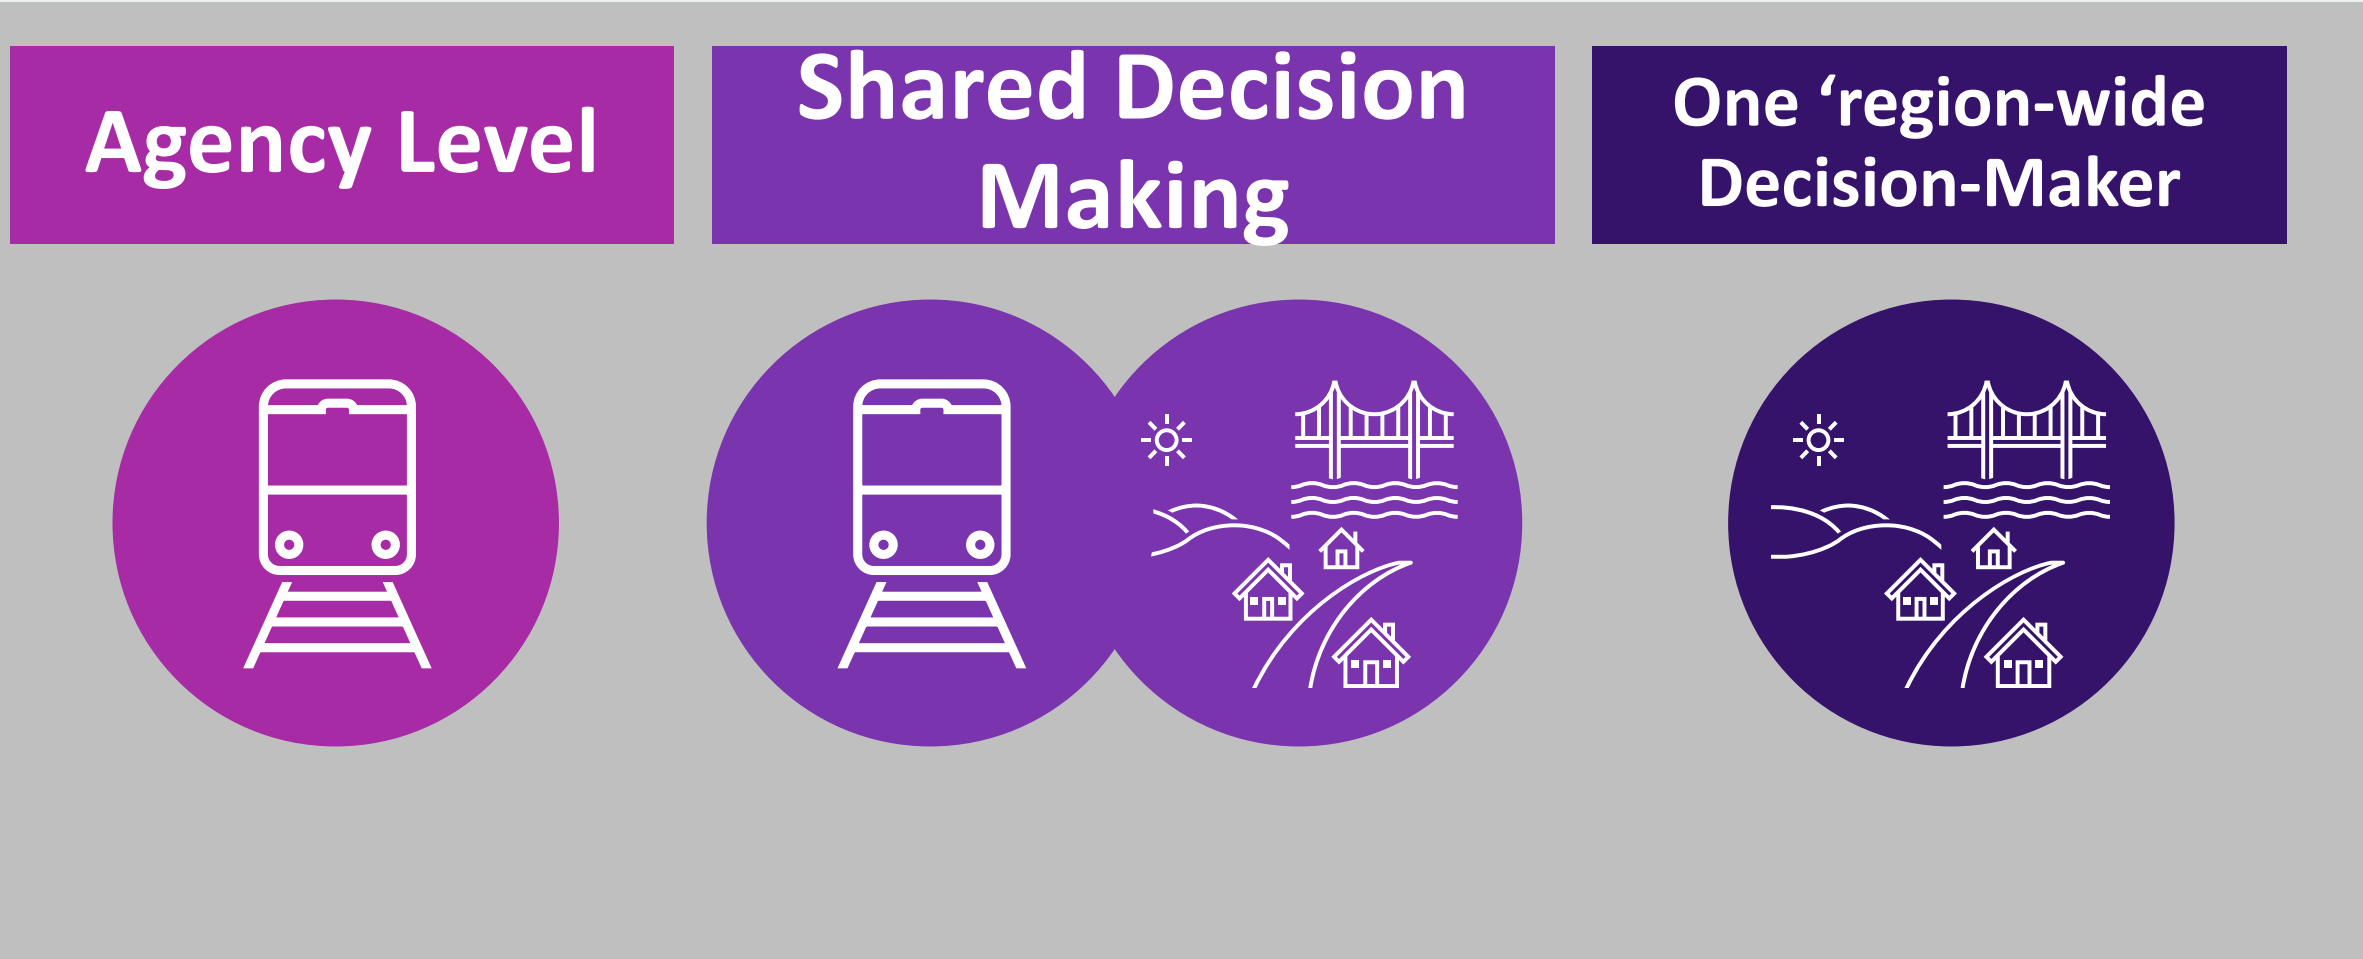 Agency Level
Shared Decision
Making
One ‘region-wide
Decision-Maker